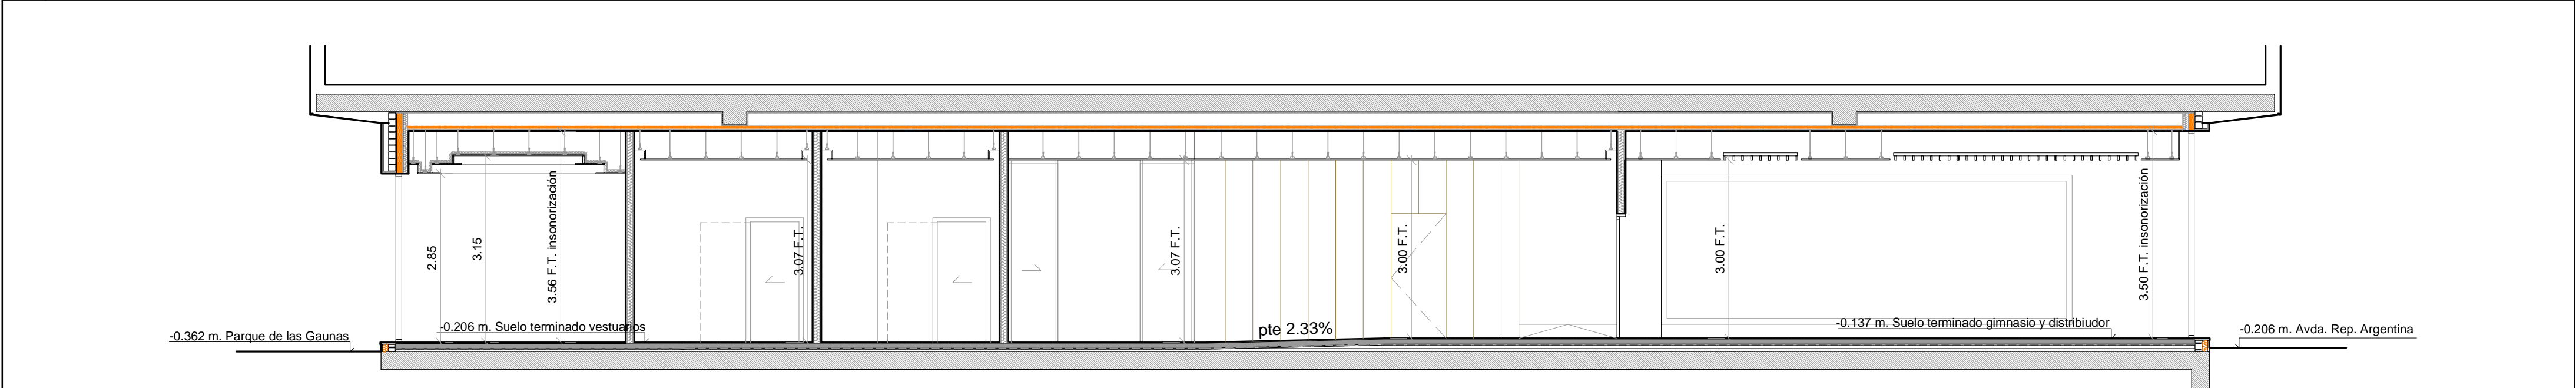 2.85
3.15
3.56 F.T. insonorización
3.07 F.T.
3.07 F.T.
3.00 F.T.
3.00 F.T.
3.50 F.T. insonorización
-0.362 m. Parque de las Gaunas
-0.206 m. Suelo terminado vestuarios
pte 2.33%
-0.137 m. Suelo terminado gimnasio y distribiudor
-0.206 m. Avda. Rep. Argentina